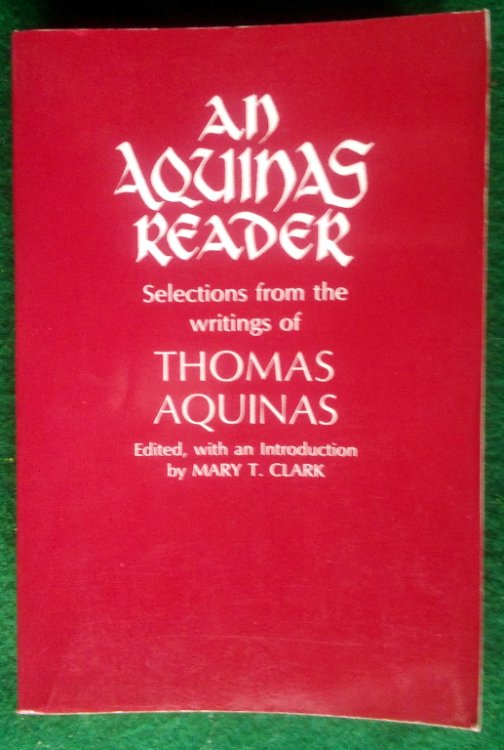 AN
AQUINAS
READER
Selections from the
writings of
THOMAS
AQUINAS
Edited, with an Introduction
by MARY T. CLARK